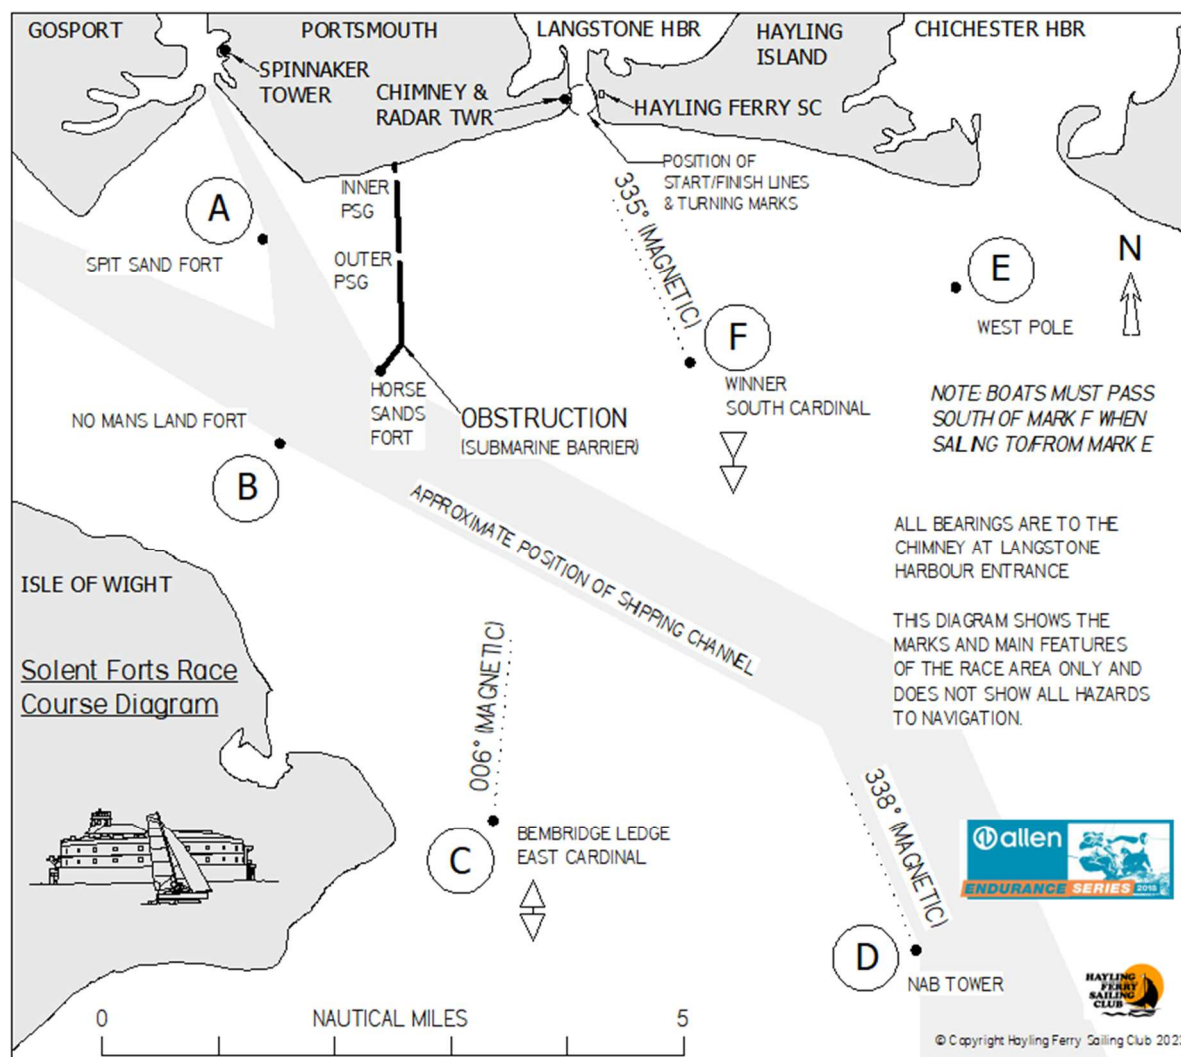 GOSPORT
PORTSMOUTH
LANGSTONE HBR
HAYLING
ISLAND
CHICHESTER HBR
SPINNAKER
TOWER
CHIMNEY &
RADAR TWR
HAYLING FERRY SC
POSITION OF
START/FINISH LINES
& TURNING MARKS
INNER
PSG
OUTER
PSG
335° (MAGNETIC)
A
SPIT SAND FORT
E
WEST POLE
N
F
WINNER
SOUTH CARDINAL
HORSE
SANDS
FORT
OBSTRUCTION
(SUBMARINE BARRIER)
NOTE: BOATS MUST PASS
SOUTH OF MARK F WHEN
SAILING TO/FROM MARK E
NO MANS LAND FORT
B
APPROXIMATE POSITION OF SHIPPING CHANNEL
ALL BEARINGS ARE TO THE
CHIMNEY AT LANGSTONE
HARBOUR ENTRANCE
THIS DIAGRAM SHOWS THE
MARKS AND MAIN FEATURES
OF THE RACE AREA ONLY AND
DOES NOT SHOW ALL HAZARDS
TO NAVIGATION.
ISLE OF WIGHT
Solent Forts Race
Course Diagram
006° (MAGNETIC)
C
BEMBRIDGE LEDGE
EAST CARDINAL
338° (MAGNETIC)
D
NAB TOWER
allen
ENDURANCE SERIES 2018
HAYLING
FERRY
SAILING
CLUB
0 NAUTICAL MILES 5
© Copyright Hayling Ferry Sailing Club 2023